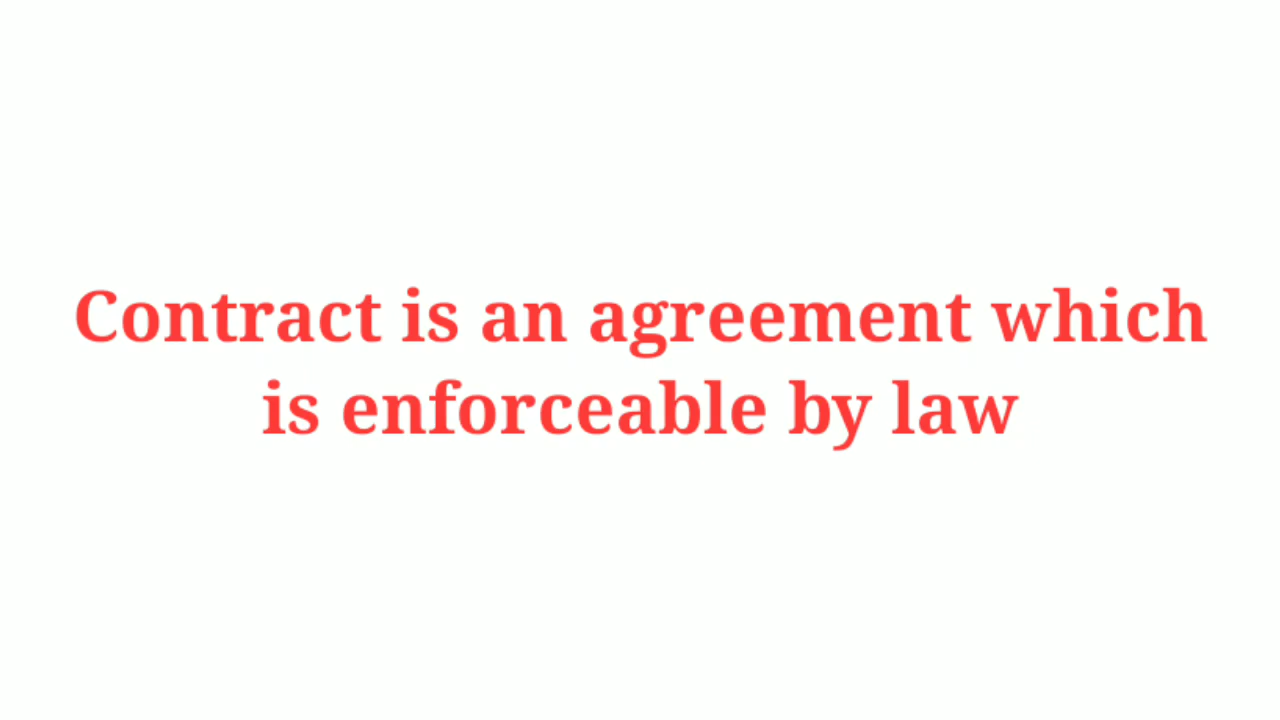 Contract is an agreement which
is enforceable by law